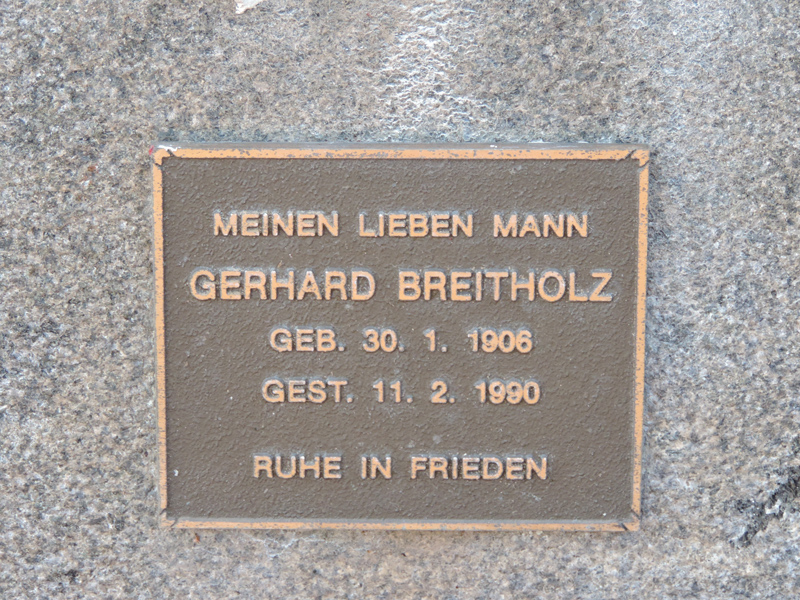 MEINEN LIEBEN MANN
GERHARD BREITHOLZ
GEB. 30. 1. 1906
GEST. 11. 2. 1990
RUHE IN FRIEDEN